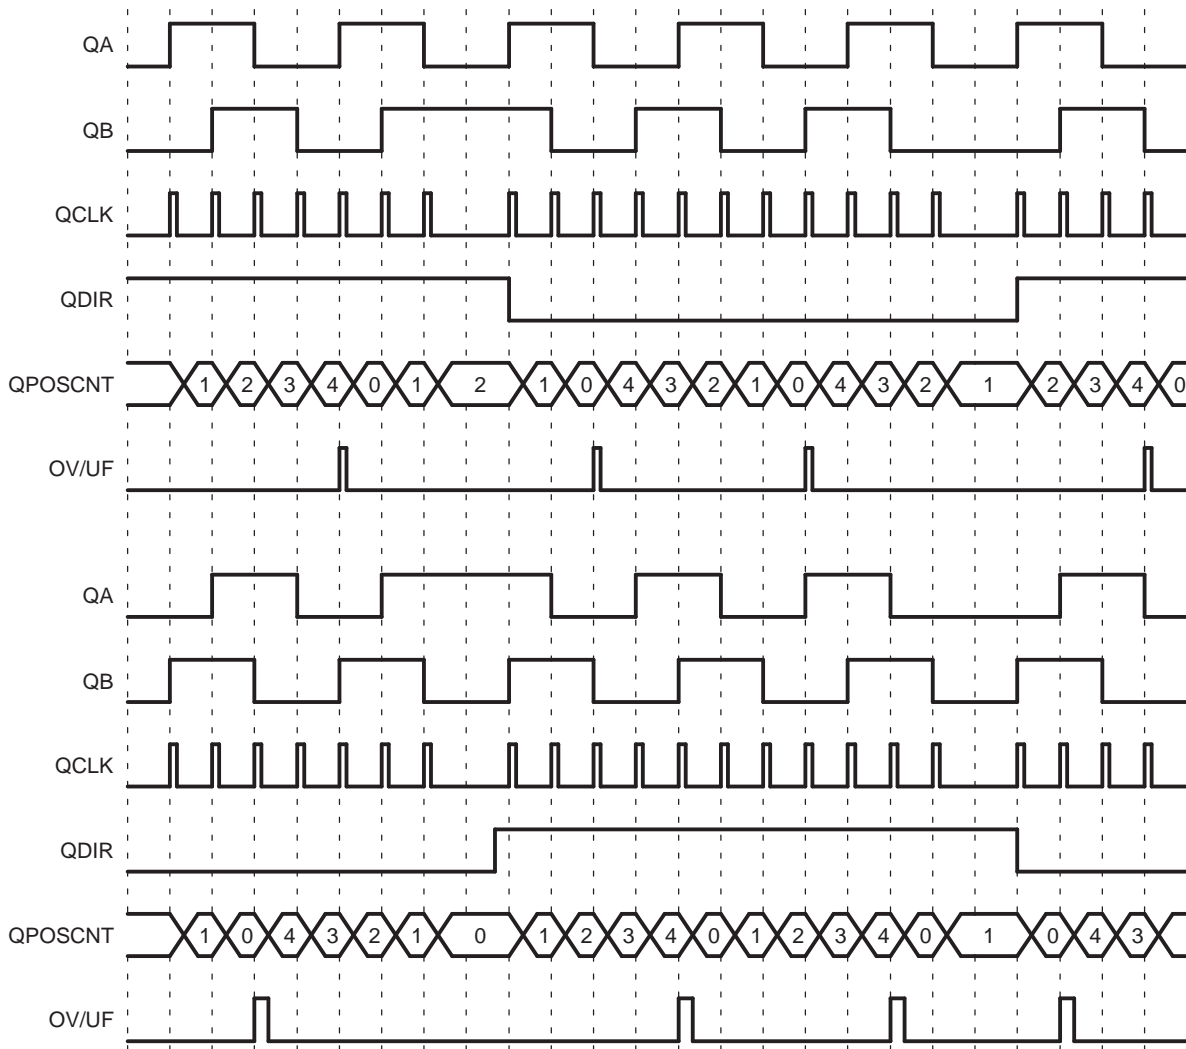 QA
QB
QCLK
QDIR
QPOSCNT 1 2 3 4 0 1 2 1 0 4 3 2 1 0 4 3 2 1 2 3 4 0
OV/UF
QA
QB
QCLK
QDIR
QPOSCNT 1 0 4 3 2 1 0 1 2 3 4 0 1 2 3 4 0 1 0 4 3
OV/UF